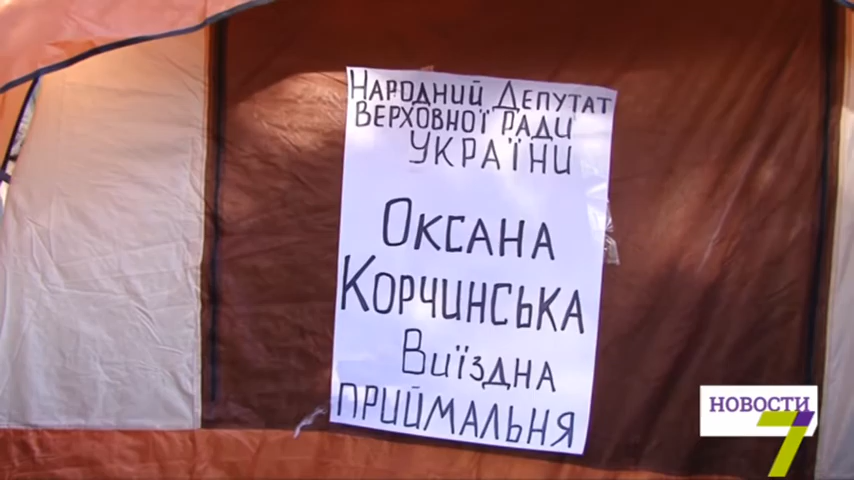 Народний Депутат
Верховної Ради
України
Оксана
Корчинська
Виїздна
приймальня
НОВОСТИ
7